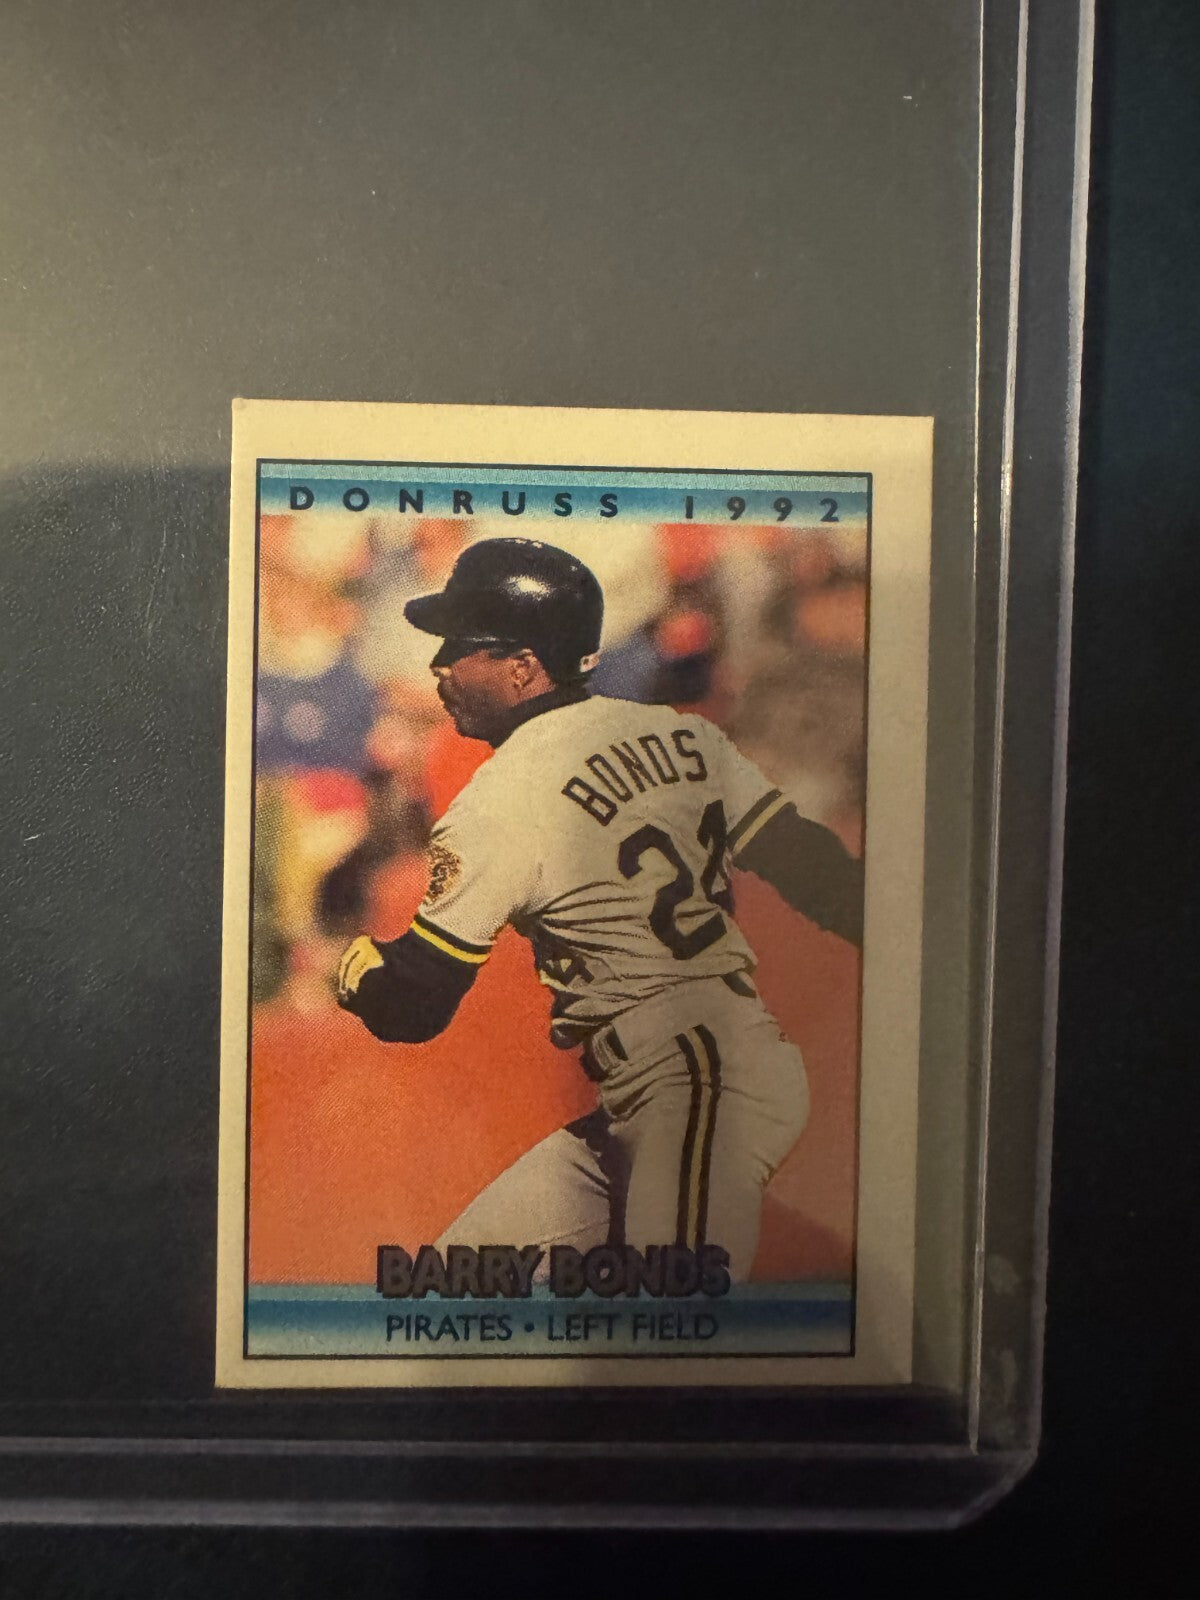 DONRUSS 1992
BONDS
24
BARRY BONDS
PIRATES • LEFT FIELD